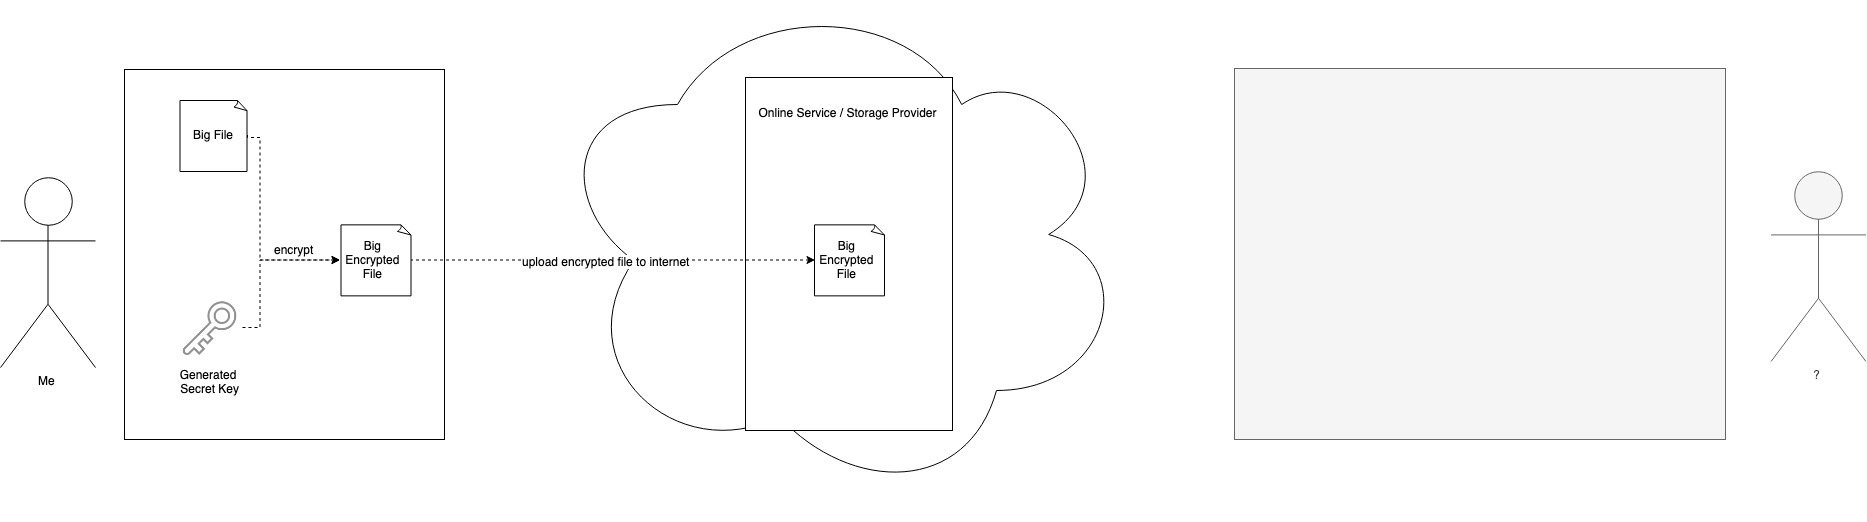 Big File
encrypt
Big
Encrypted
File
Generated
Secret Key
Me
upload encrypted file to internet
Online Service / Storage Provider
Big
Encrypted
File
?